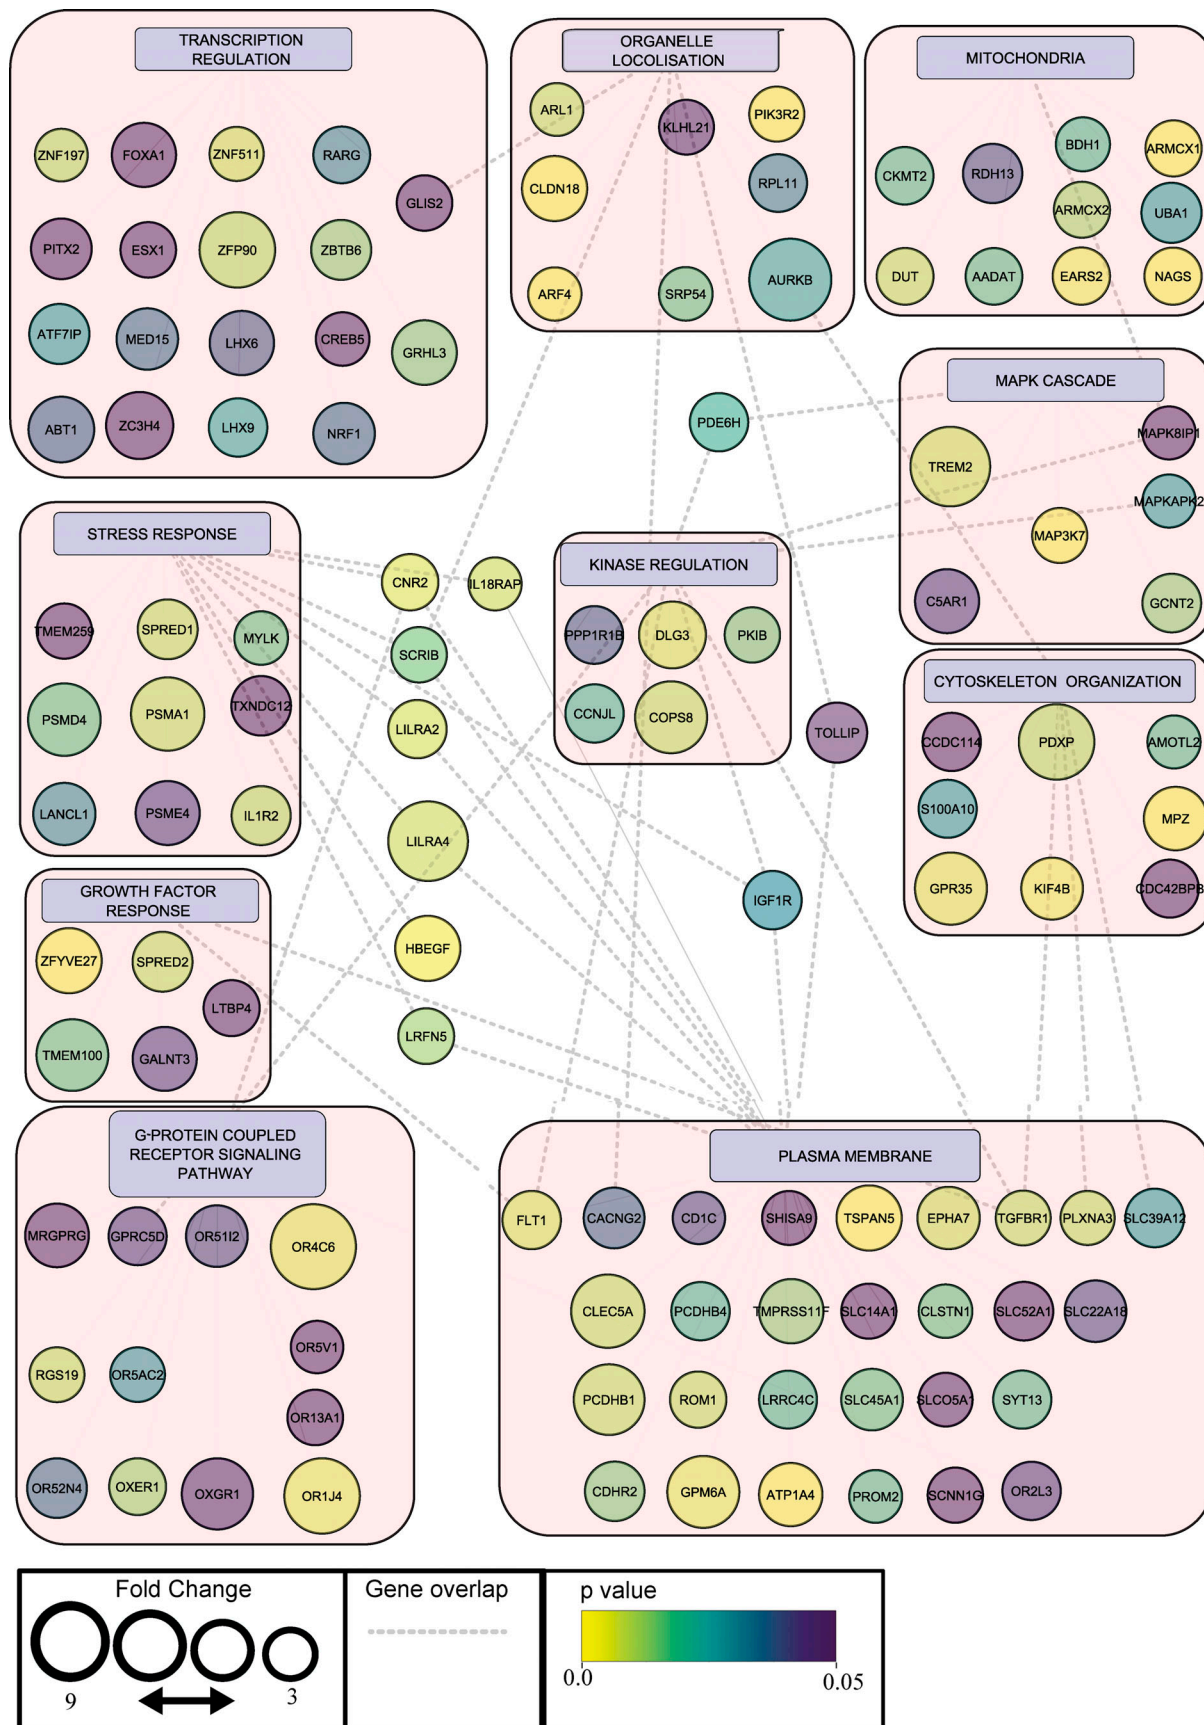 TRANSCRIPTION
REGULATION
ZNF197
FOXA1
ZNF511
RARG
GLIS2
PITX2
ESX1
ZFP90
ZBTB6
ATF7IP
MED15
LHX6
CREB5
GRHL3
ABT1
ZC3H4
LHX9
NRF1
ORGANELLE
LOCOLISATION
ARL1
KLHL21
PIK3R2
CLDN18
RPL11
ARF4
SRP54
AURKB
MITOCHONDRIA
CKMT2
RDH13
BDH1
ARMCX1
ARMCX2
UBA1
DUT
AADAT
EARS2
NAGS
PDE6H
MAPK CASCADE
MAPK8IP1
TREM2
MAPKAPK2
MAP3K7
C5AR1
GCNT2
STRESS RESPONSE
TMEM259
SPRED1
MYLK
PSMD4
PSMA1
TXNDC12
LANCL1
PSME4
IL1R2
CNR2
IL18RAP
SCRIB
LILRA2
LILRA4
HBEGF
LRFN5
KINASE REGULATION
PPP1R1B
DLG3
PKIB
CCNJL
COPS8
TOLLIP
IGF1R
CYTOSKELETON ORGANIZATION
CCDC114
PDXP
AMOTL2
S100A10
MPZ
GPR35
KIF4B
CDC42BPB
GROWTH FACTOR
RESPONSE
ZFYVE27
SPRED2
LTBP4
TMEM100
GALNT3
G-PROTEIN COUPLED
RECEPTOR SIGNALING
PATHWAY
MRGPRG
GPRC5D
OR51I2
OR4C6
OR5V1
RGS19
OR5AC2
OR13A1
OR52N4
OXER1
OXGR1
OR1J4
PLASMA MEMBRANE
FLT1
CACNG2
CD1C
SHISA9
TSPAN5
EPHA7
TGFBR1
PLXNA3
SLC39A12
CLEC5A
PCDHB4
TMPRSS11F
SLC14A1
CLSTN1
SLC52A1
SLC22A18
PCDHB1
ROM1
LRRC4C
SLC45A1
SLCO5A1
SYT13
CDHR2
GPM6A
ATP1A4
PROM2
SCNN1G
OR2L3
Fold Change
9
3
Gene overlap
p value
0.0
0.05